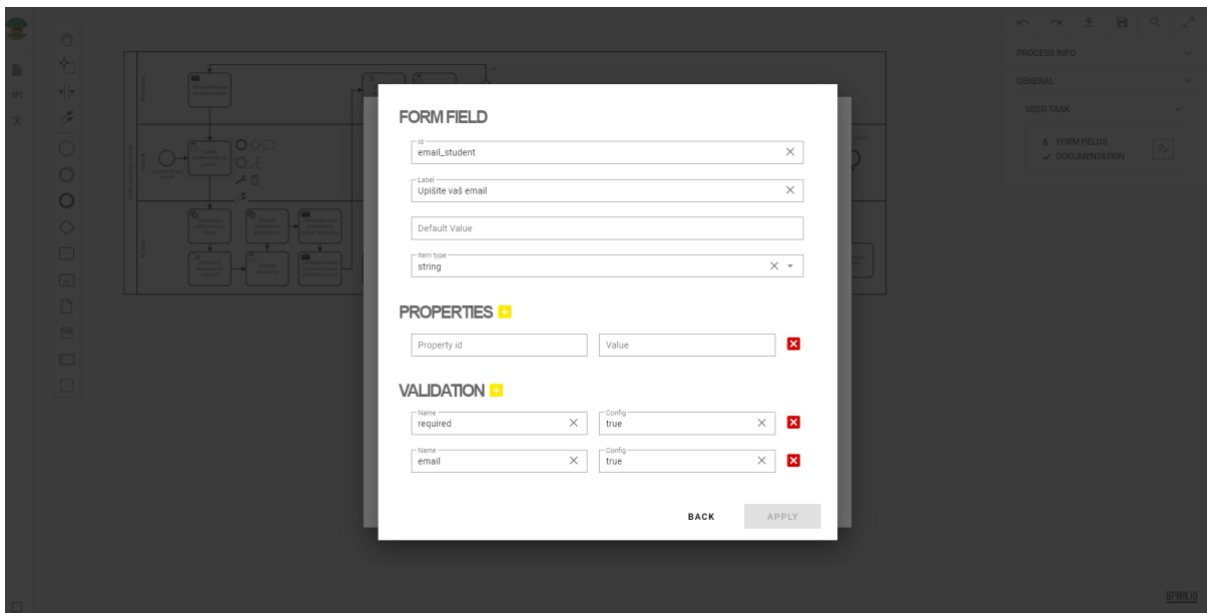 PROCESS INFO
GENERAL
USER TASK
6 FORM FIELDS
DOCUMENTATION
FORM FIELD
Id
email_student
Label
Upišite vaš email
Default Value
Item type
string
PROPERTIES
Property id
Value
VALIDATION
Name
required
Config
true
Name
email
Config
true
BACK
APPLY
BPMN.iO